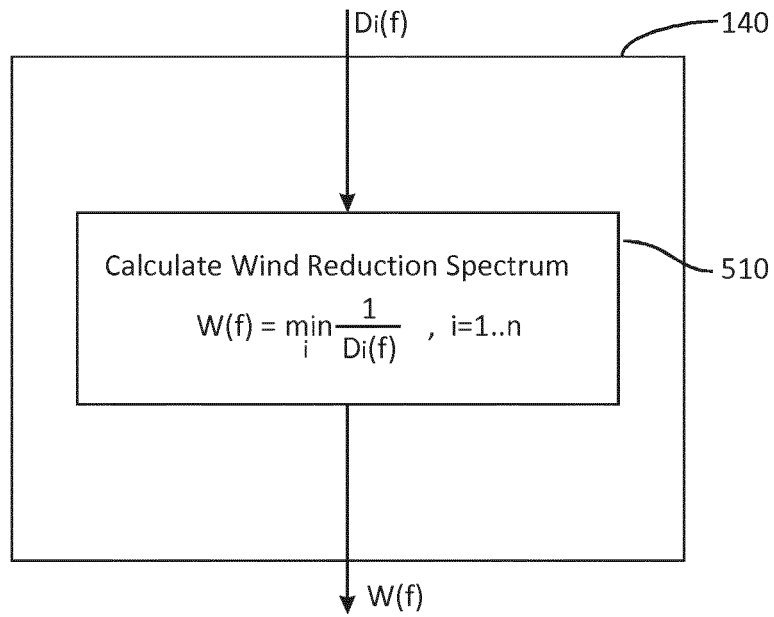 Di(f)
140
Calculate Wind Reduction Spectrum
W(f) = min 1/Di(f) , i=1..n
i
510
W(f)